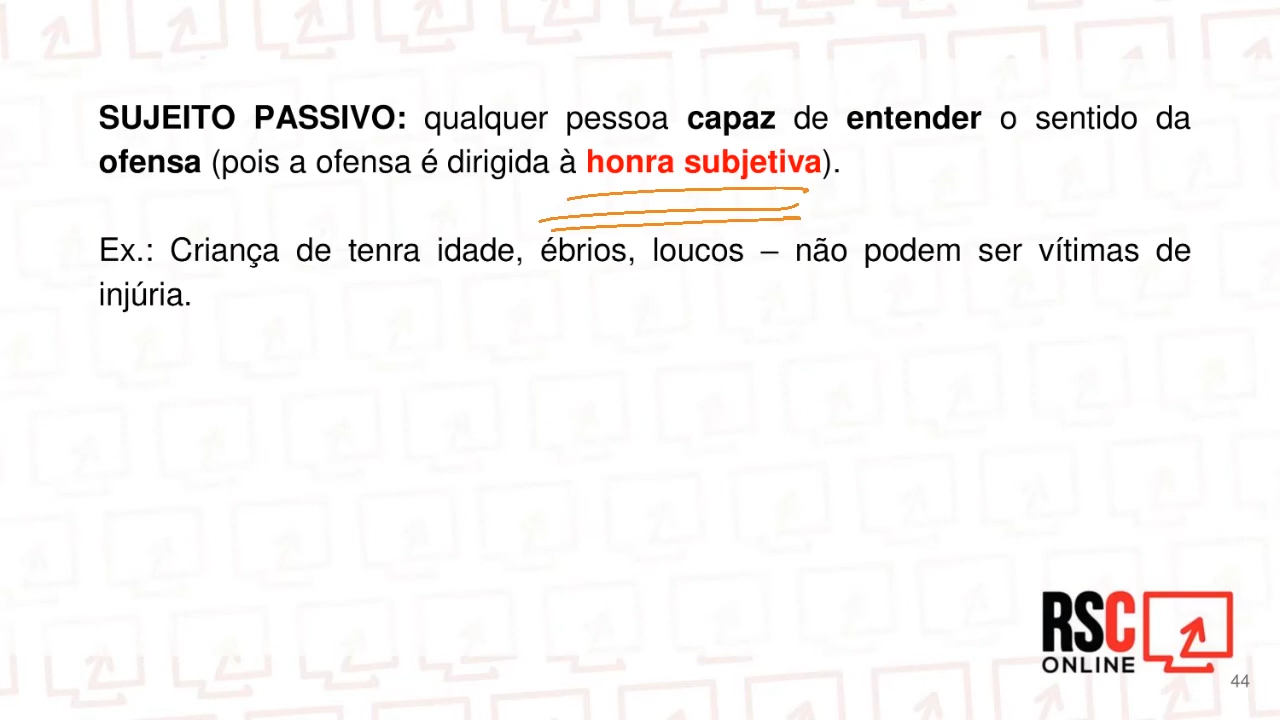 SUJEITO PASSIVO: qualquer pessoa capaz de entender o sentido da
ofensa (pois a ofensa é dirigida à honra subjetiva).
Ex.: Criança de tenra idade, ébrios, loucos – não podem ser vítimas de
injúria.
RSC
ONLINE
44